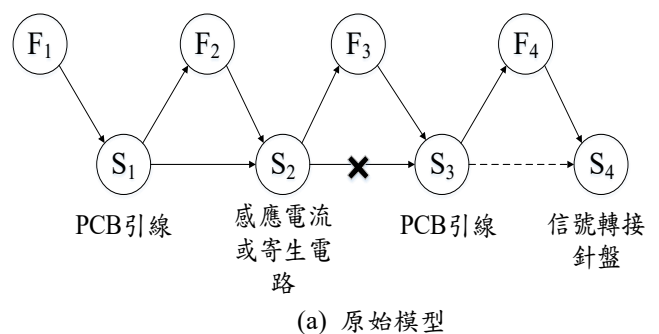 F1 F2 F3 F4
S1 S2 S3 S4
PCB引線 感應電流 PCB引線 信號轉接
或寄生電 針盤
路
(a) 原始模型